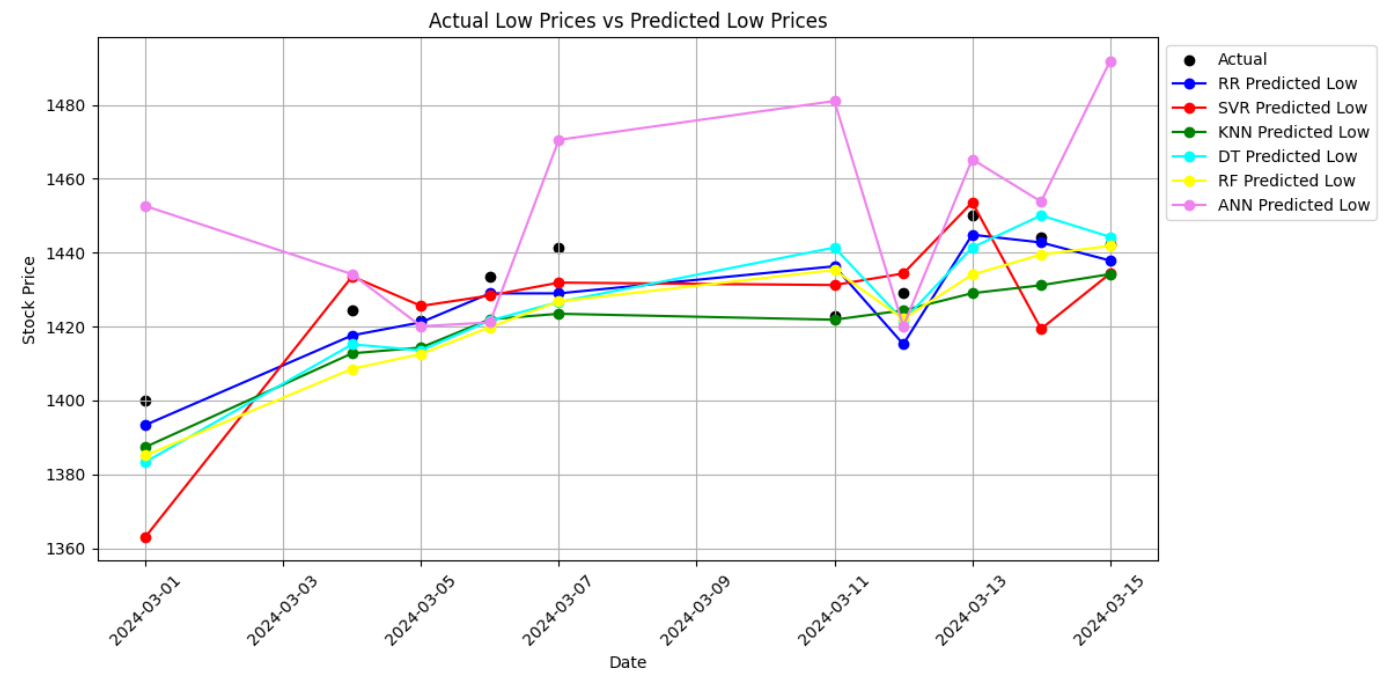 Actual Low Prices vs Predicted Low Prices
Stock Price
1480
1460
1440
1420
1400
1380
1360
2024-03-01
2024-03-03
2024-03-05
2024-03-07
2024-03-09
2024-03-11
2024-03-13
2024-03-15
Date
Actual
RR Predicted Low
SVR Predicted Low
KNN Predicted Low
DT Predicted Low
RF Predicted Low
ANN Predicted Low